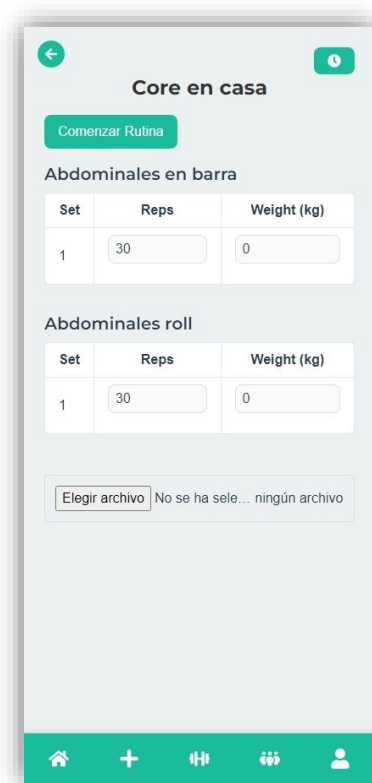 Core en casa
Comenzar Rutina
Abdominales en barra
Set Reps Weight (kg)
1 30 0
Abdominales roll
Set Reps Weight (kg)
1 30 0
Elegir archivo No se ha sele... ningún archivo